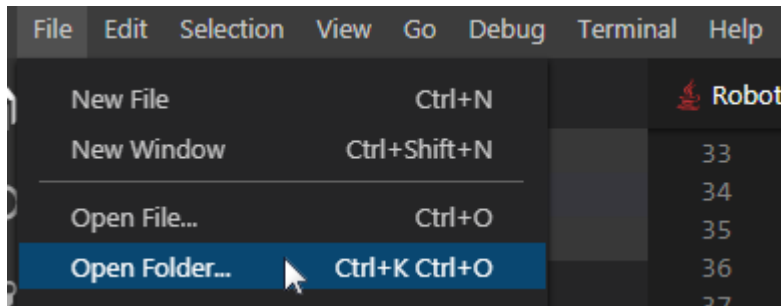 File Edit Selection View Go Debug Terminal Help
New File Ctrl+N
New Window Ctrl+Shift+N
Open File... Ctrl+O
Open Folder... Ctrl+K Ctrl+O
Robot
33
34
35
36
37